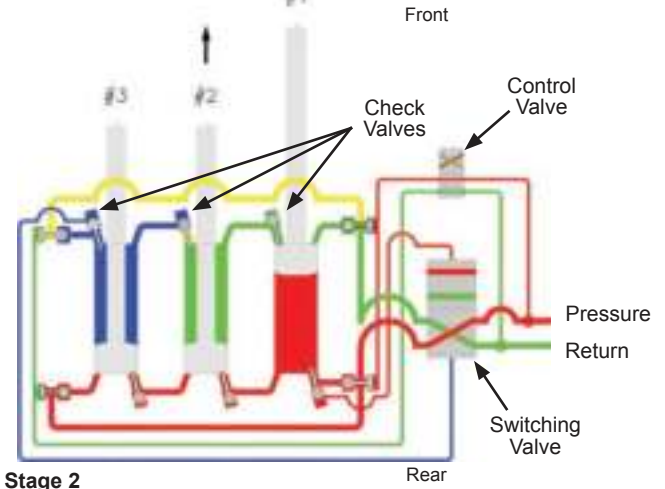 Front
#3
#2
Check
Valves
Control
Valve
Pressure
Return
Switching
Valve
Stage 2
Rear